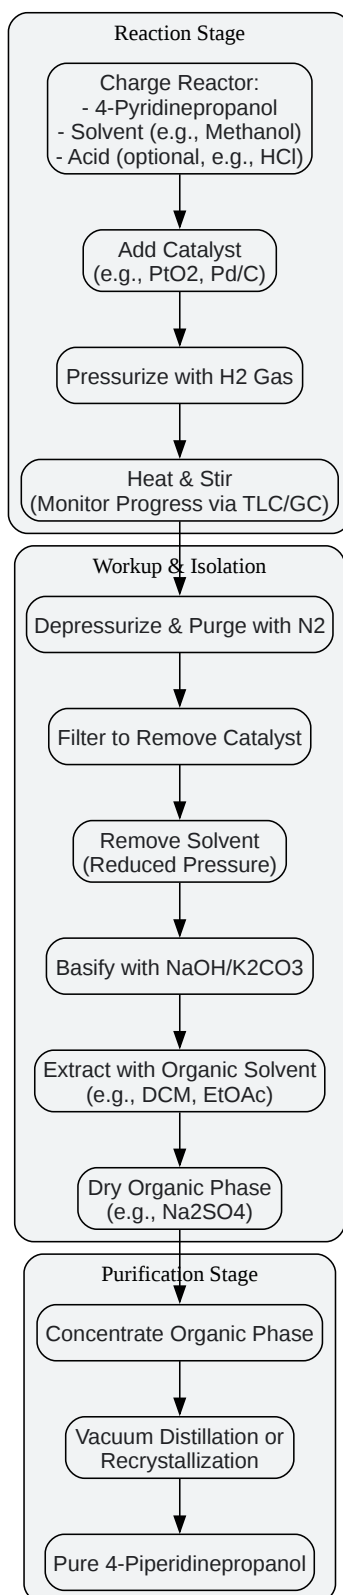 Reaction Stage
Charge Reactor:
- 4-Pyridinepropanol
- Solvent (e.g., Methanol)
- Acid (optional, e.g., HCl)
Add Catalyst
(e.g., PtO2, Pd/C)
Pressurize with H2 Gas
Heat & Stir
(Monitor Progress via TLC/GC)
Workup & Isolation
Depressurize & Purge with N2
Filter to Remove Catalyst
Remove Solvent
(Reduced Pressure)
Basify with NaOH/K2CO3
Extract with Organic Solvent
(e.g., DCM, EtOAc)
Dry Organic Phase
(e.g., Na2SO4)
Purification Stage
Concentrate Organic Phase
Vacuum Distillation or
Recrystallization
Pure 4-Piperidinepropanol